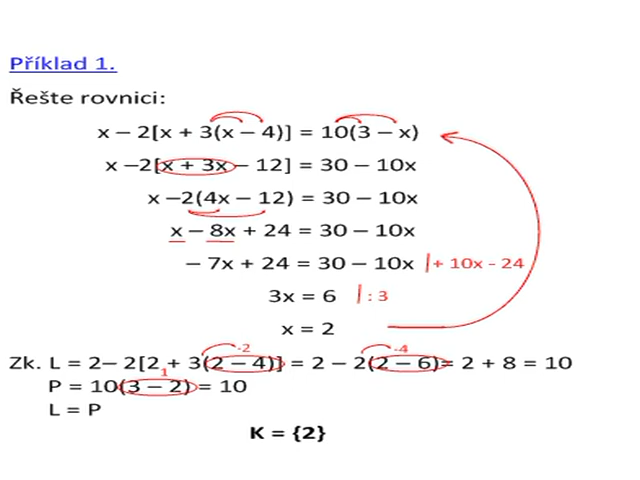 Příklad 1.
Řešte rovnici:
x – 2[x + 3(x – 4)] = 10(3 – x)
x –2[x + 3x – 12] = 30 – 10x
x –2(4x – 12) = 30 – 10x
x – 8x + 24 = 30 – 10x
– 7x + 24 = 30 – 10x |+ 10x - 24
3x = 6 | : 3
x = 2
-2 -4
Zk. L = 2– 2[2 + 3(2 – 4)] = 2 – 2(2 – 6)= 2 + 8 = 10
1
P = 10(3 – 2) = 10
L = P
K = {2}